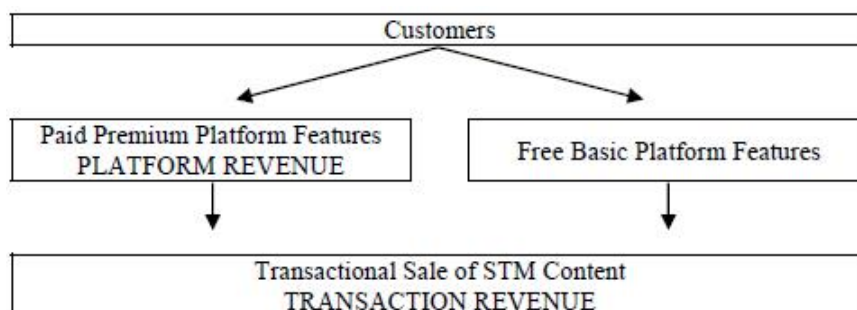 Customers
Paid Premium Platform Features
PLATFORM REVENUE
Free Basic Platform Features
Transactional Sale of STM Content
TRANSACTION REVENUE